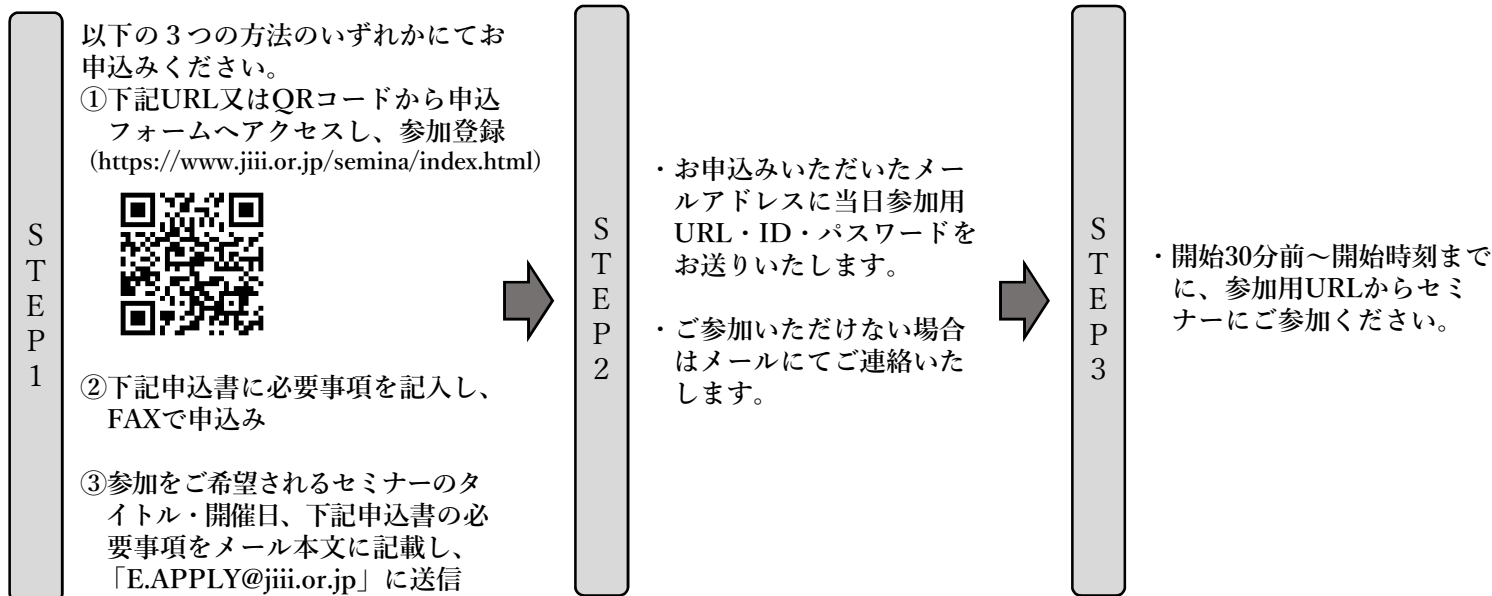 STEP1
以下の３つの方法のいずれかにてお
申込みください。
①下記URL又はQRコードから申込
フォームへアクセスし、参加登録
（https://www.jiii.or.jp/semina/index.html）
②下記申込書に必要事項を記入し、
FAXで申込み
③参加をご希望されるセミナーのタ
イトル・開催日、下記申込書の必
要事項をメール本文に記載し、
「E.APPLY@jiii.or.jp」に送信
STEP2
・お申込みいただいたメー
ルアドレスに当日参加用
URL・ID・パスワードを
お送りいたします。
・ご参加いただけない場合
はメールにてご連絡いた
します。
STEP3
・開始30分前～開始時刻まで
に、参加用URLからセミ
ナーにご参加ください。